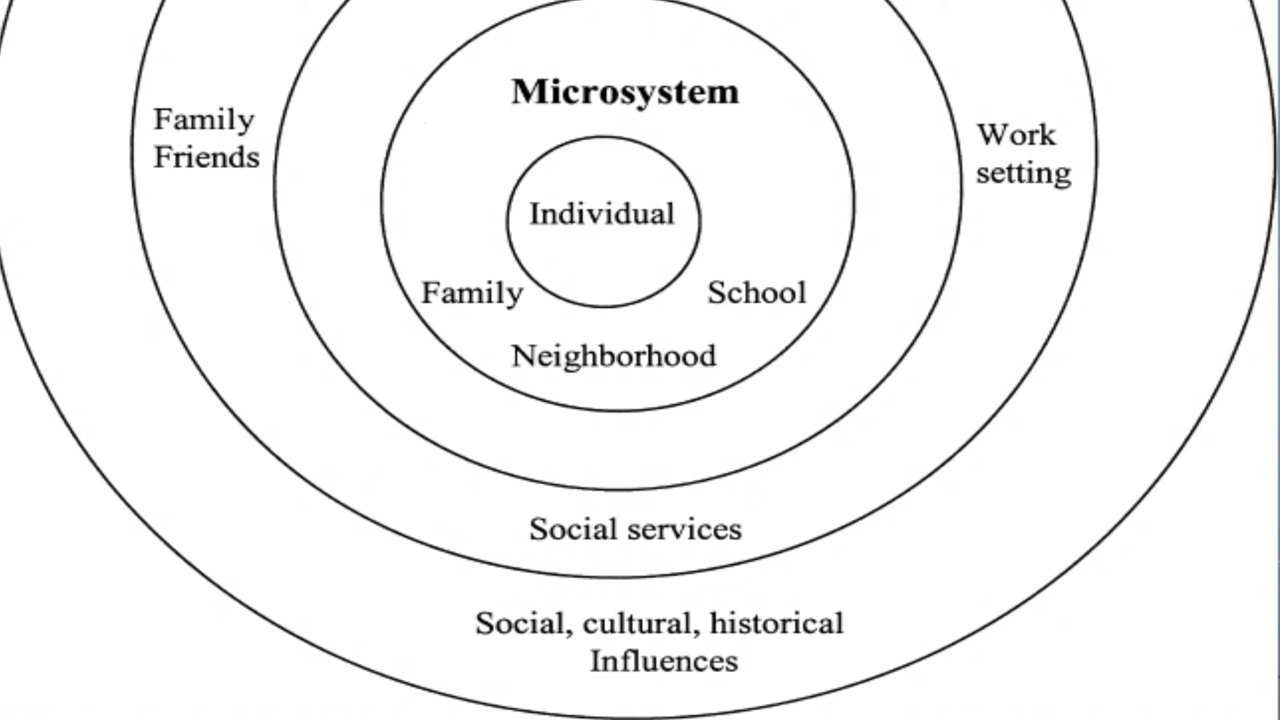 Microsystem
Family
Friends
Work
setting
Individual
Family
School
Neighborhood
Social services
Social, cultural, historical
Influences